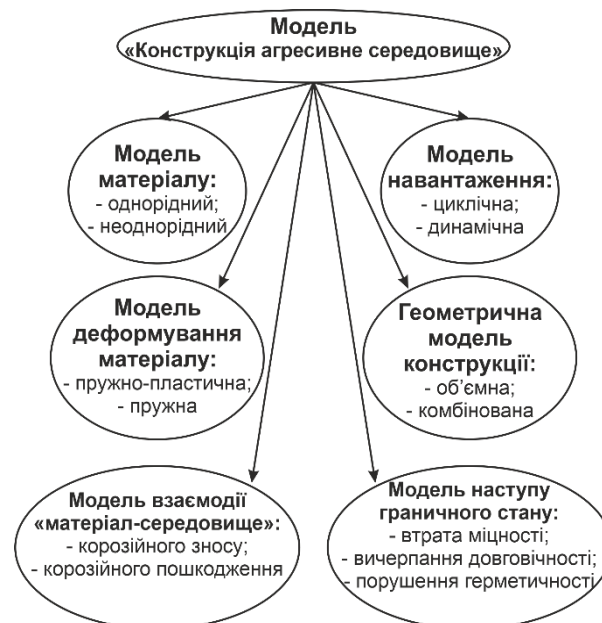 Модель
«Конструкція агресивне середовище»
Модель
матеріалу:
- однорідний;
- неоднорідний
Модель
навантаження:
- циклічна;
- динамічна
Модель
деформування
матеріалу:
- пружно-пластична;
- пружна
Геометрична
модель
конструкції:
- об’ємна;
- комбінована
Модель взаємодії
«матеріал-середовище»:
- корозійного зносу;
- корозійного пошкодження
Модель наступу
граничного стану:
- втрата міцності;
- вичерпання довговічності;
- порушення герметичності